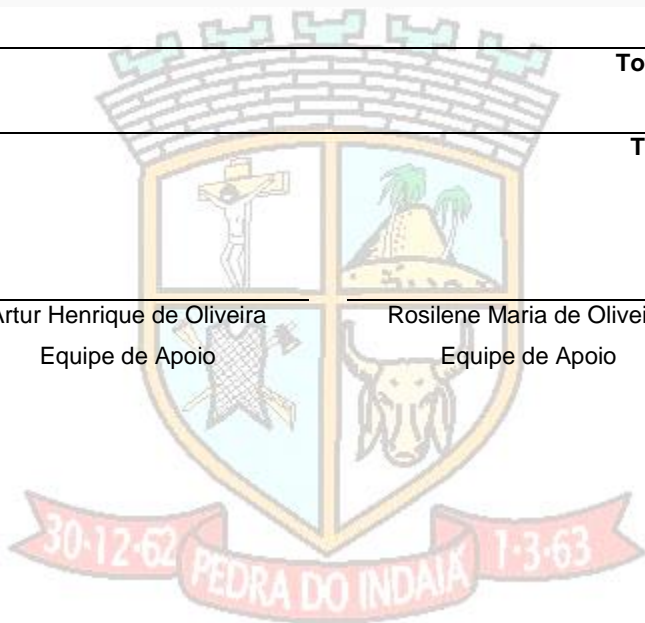 To
T
Artur Henrique de Oliveira
Rosilene Maria de Olivei
Equipe de Apoio
Equipe de Apoio
30-12-62
PEDRA DO INDAIÁ
1-3-63